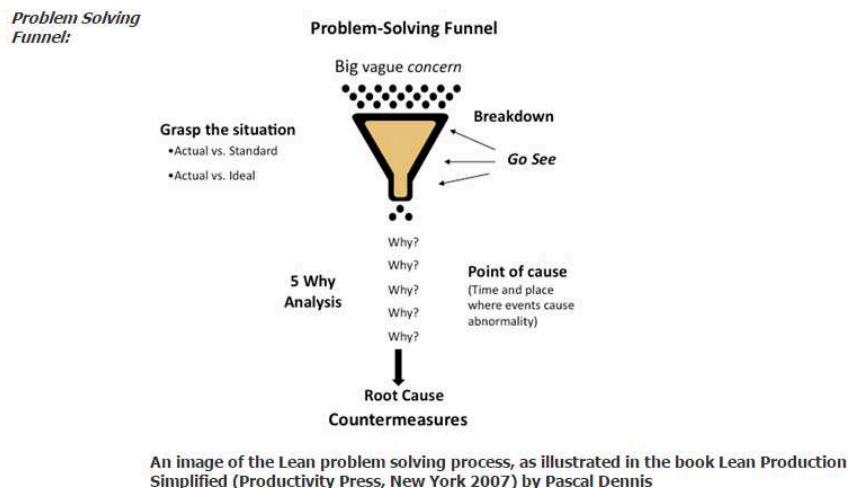 Problem Solving
Funnel:
Problem-Solving Funnel
Big vague concern
Breakdown
Grasp the situation
•Actual vs. Standard
•Actual vs. Ideal
Go See
Why?
Why?
Why?
Why?
Why?
5 Why
Analysis
Point of cause
(Time and place
where events cause
abnormality)
Root Cause
Countermeasures
An image of the Lean problem solving process, as illustrated in the book Lean Production
Simplified (Productivity Press, New York 2007) by Pascal Dennis